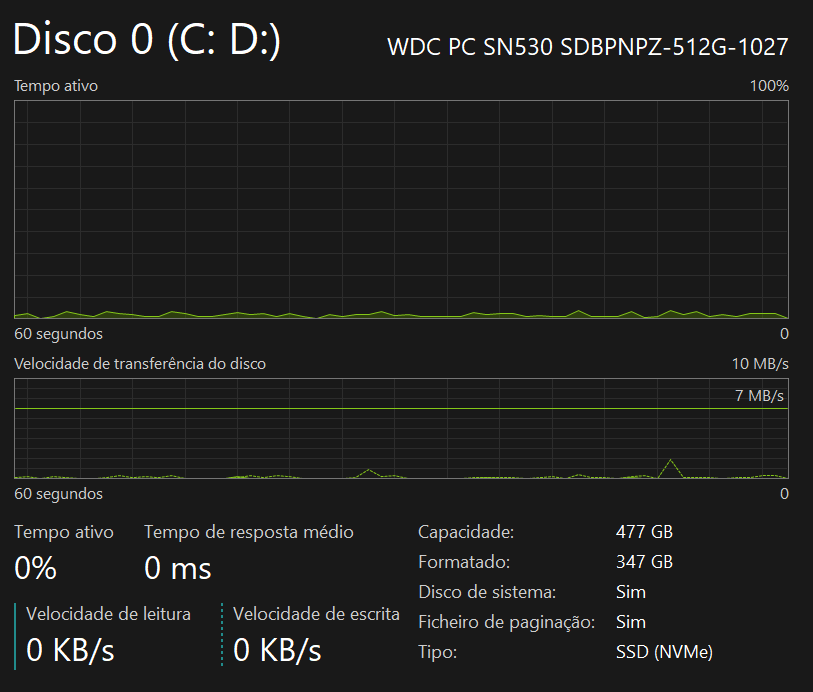 Disco 0 (C: D:)
WDC PC SN530 SDBPNPZ-512G-1027
Tempo ativo
100%
60 segundos
0
Velocidade de transferência do disco
10 MB/s
7 MB/s
60 segundos
0
Tempo ativo
0%
Tempo de resposta médio
0 ms
Velocidade de leitura
0 KB/s
Velocidade de escrita
0 KB/s
Capacidade: 477 GB
Formatado: 347 GB
Disco de sistema: Sim
Ficheiro de paginação: Sim
Tipo: SSD (NVMe)